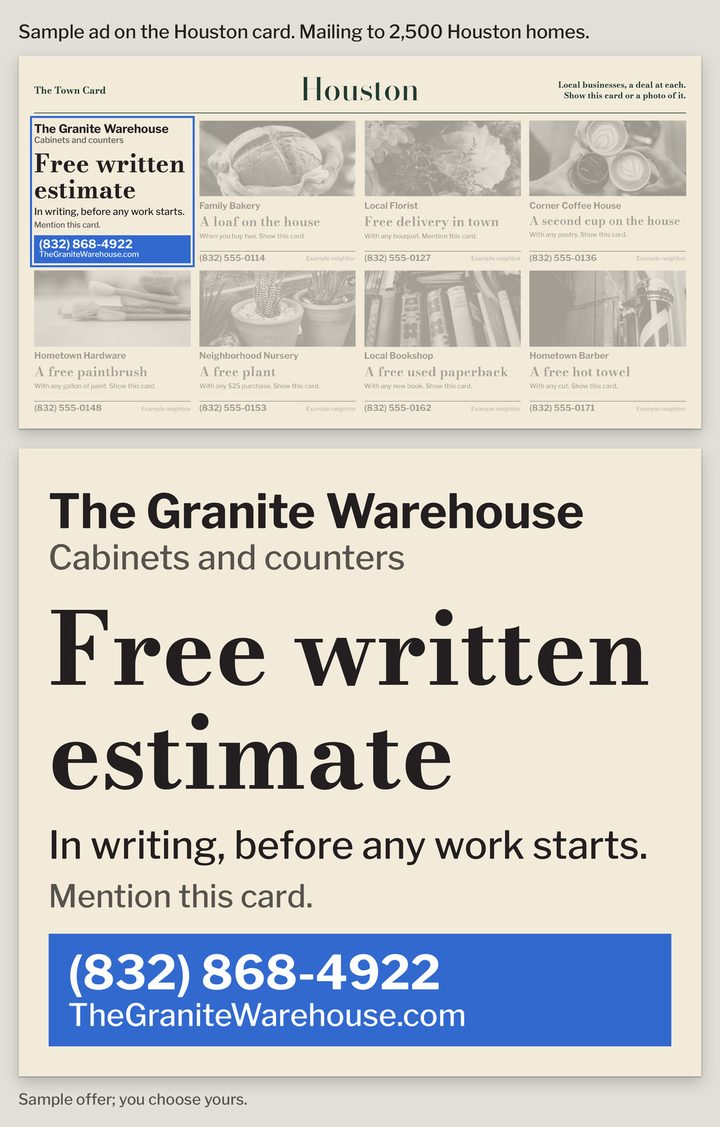 Sample ad on the Houston card. Mailing to 2,500 Houston homes.
The Town Card
Houston
Local businesses, a deal at each.
Show this card or a photo of it.
The Granite Warehouse
Cabinets and counters
Free written
estimate
In writing, before any work starts.
Mention this card.
(832) 868-4922
TheGraniteWarehouse.com
Family Bakery
A loaf on the house
When you buy two. Show this card.
(832) 555-0114
Example neighbor
Local Florist
Free delivery in town
With any bouquet. Mention this card.
(832) 555-0127
Example neighbor
Corner Coffee House
A second cup on the house
With any pastry. Show this card.
(832) 555-0136
Example neighbor
Hometown Hardware
A free paintbrush
With any gallon of paint. Show this card.
(832) 555-0148
Example neighbor
Neighborhood Nursery
A free plant
With any $25 purchase. Show this card.
(832) 555-0153
Example neighbor
Local Bookshop
A free used paperback
With any new book. Show this card.
(832) 555-0162
Example neighbor
Hometown Barber
A free hot towel
With any cut. Show this card.
(832) 555-0171
Example neighbor
The Granite Warehouse
Cabinets and counters
Free written
estimate
In writing, before any work starts.
Mention this card.
(832) 868-4922
TheGraniteWarehouse.com
Sample offer; you choose yours.